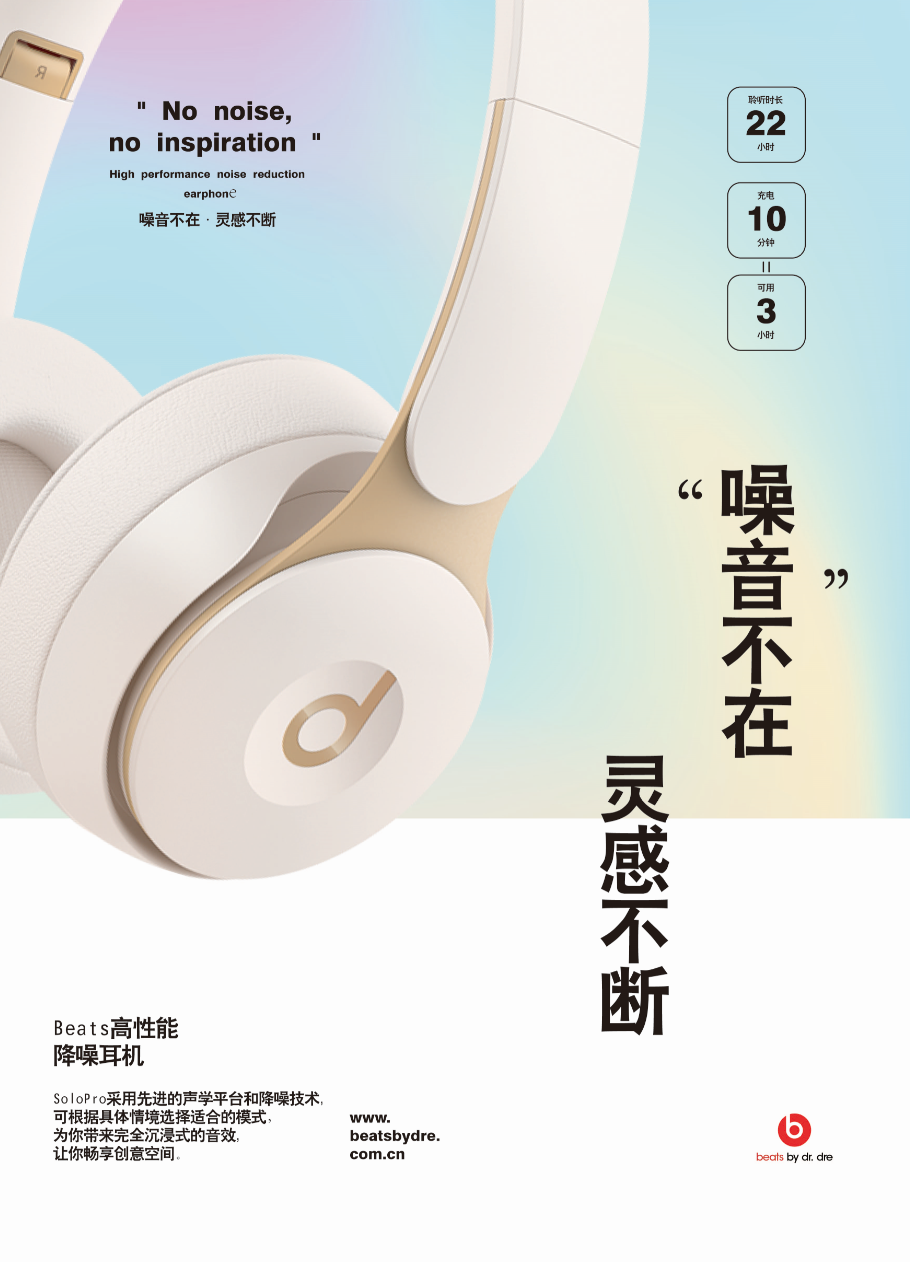 " No noise,
no inspiration "
High performance noise reduction
earphone
噪音不在 · 灵感不断
聆听时长
22
小时
充电
10
分钟
=
可用
3
小时
“噪音不在”
灵感不断
Beats高性能
降噪耳机
SoloPro采用先进的声学平台和降噪技术,
可根据具体情境选择适合的模式,
为你带来完全沉浸式的音效,
让你畅享创意空间。
www.
beatsbydre.
com.cn
beats by dr. dre
R